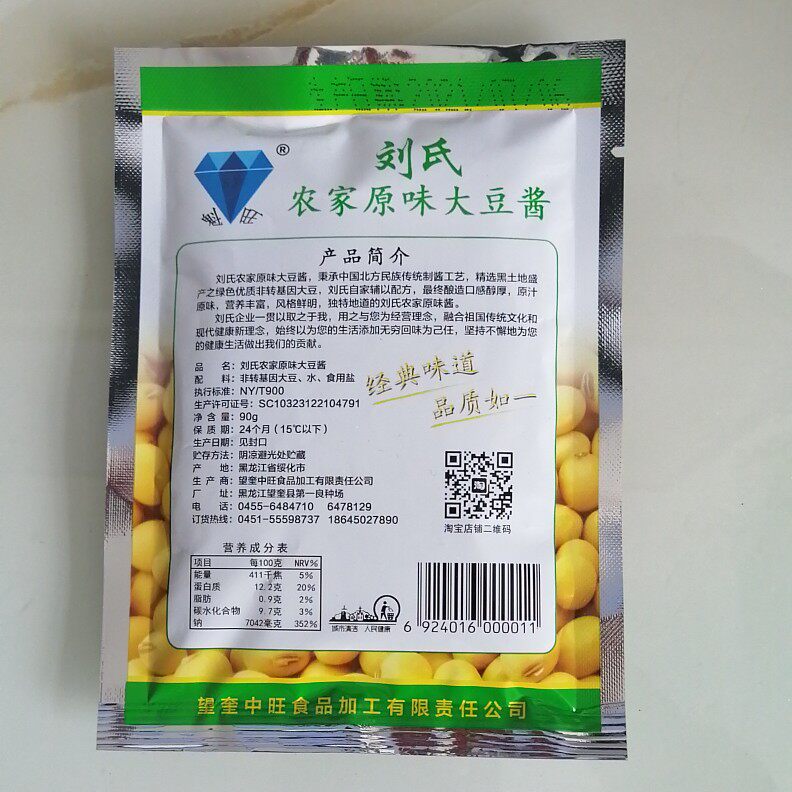 ®
刘氏
农家原味大豆酱
产品简介
刘氏农家原味大豆酱，秉承中国北方民族传统制酱工艺，精选黑土地盛
产之绿色优质非转基因大豆，刘氏自家辅以配方，最终酿造口感醇厚，原汁
原味，营养丰富，风格鲜明，独特地道的刘氏农家原味酱。
刘氏企业一贯以取之于我，用之与您为经营理念，融合祖国传统文化和
现代健康新理念，始终以为您的生活添加无穷回味为己任，坚持不懈地为您
的健康生活做出我们的贡献。
品 名：刘氏农家原味大豆酱
配 料：非转基因大豆、水、食用盐
执行标准：NY/T900
生产许可证号：SC10323122104791
净 含 量：90g
保 质 期：24个月（15℃以下）
生产日期：见封口
贮存方法：阴凉避光处贮藏
产 地：黑龙江省绥化市
生 产 商：望奎中旺食品加工有限责任公司
厂 址：黑龙江望奎县第一良种场
电 话：0455-6484710 6478129
订货热线：0451-55598737 18645027890
经典味道
品质如一
淘
淘宝店铺二维码
营养成分表
项目 每100克 NRV%
能量 411千焦 5%
蛋白质 12.2克 20%
脂肪 0.9克 2%
碳水化合物 9.7克 3%
钠 7042毫克 352%
城市清洁 人民健康
6 924016 000011
望奎中旺食品加工有限责任公司